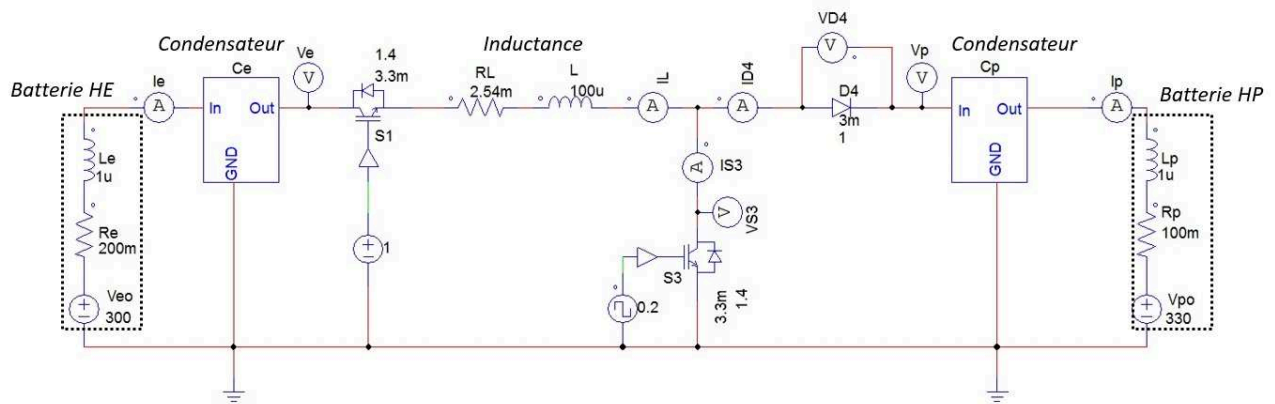 Batterie HE
Le
1u
Re
200m
Veo
300
Ie
A
Condensateur
Ce
In
Out
GND
Ve
V
1.4
3.3m
S1
1
Inductance
RL
2.54m
L
100u
IL
A
ID4
A
IS3
A
V
VS3
S3
3.3m
1.4
0.2
VD4
V
D4
3m
1
Vp
V
Condensateur
Cp
In
Out
GND
Ip
A
Batterie HP
Lp
1u
Rp
100m
Vpo
330